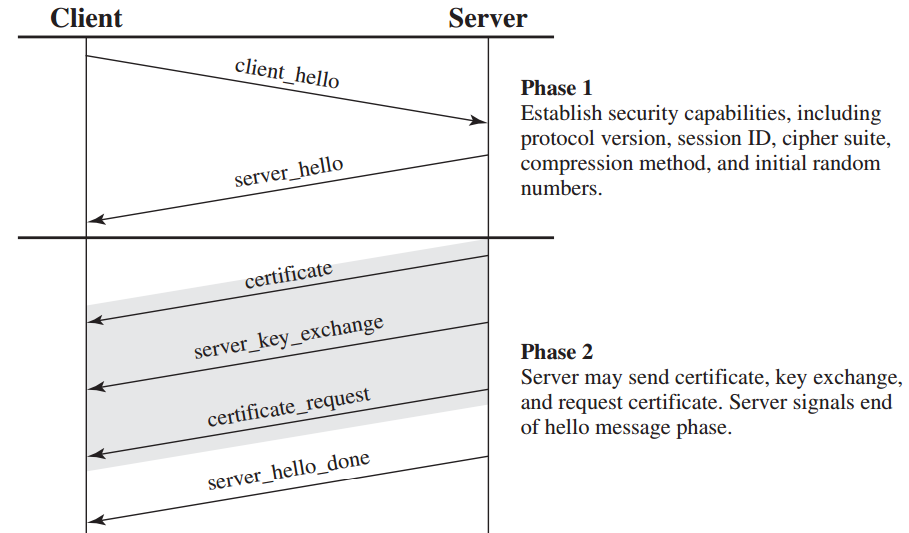 Client
Server
client_hello
Phase 1
Establish security capabilities, including
protocol version, session ID, cipher suite,
compression method, and initial random
numbers.
server_hello
certificate
server_key_exchange
certificate_request
server_hello_done
Phase 2
Server may send certificate, key exchange,
and request certificate. Server signals end
of hello message phase.